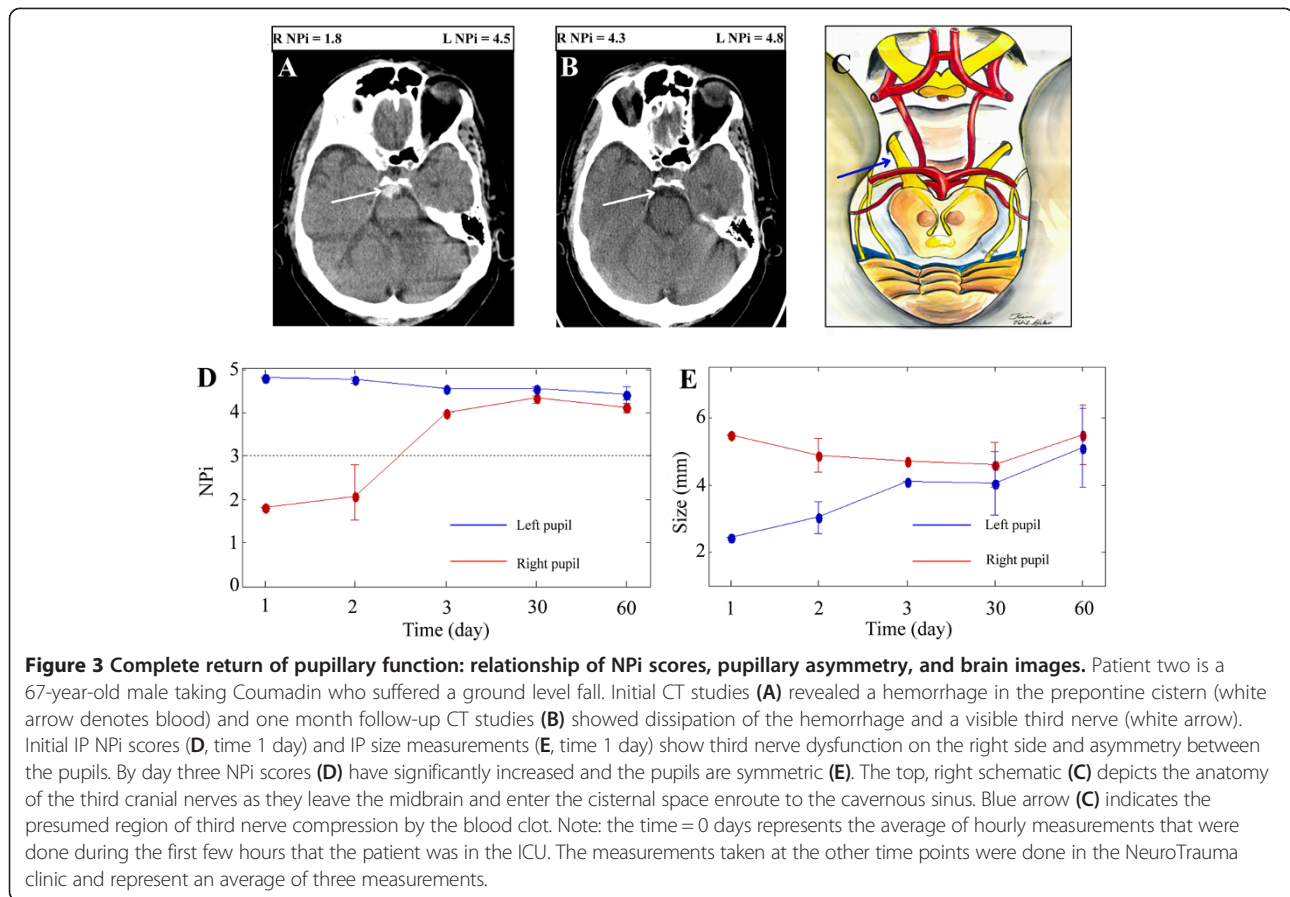 R NPi = 1.8 L NPi = 4.5
A
R NPi = 4.3 L NPi = 4.8
B
C
D
5
4
3
2
1
0
NPi
Left pupil
Right pupil
1 2 3 30 60
Time (day)
E
6
4
2
Size (mm)
Left pupil
Right pupil
1 2 3 30 60
Time (day)
Figure 3 Complete return of pupillary function: relationship of NPi scores, pupillary asymmetry, and brain images. Patient two is a
67-year-old male taking Coumadin who suffered a ground level fall. Initial CT studies (A) revealed a hemorrhage in the prepontine cistern (white
arrow denotes blood) and one month follow-up CT studies (B) showed dissipation of the hemorrhage and a visible third nerve (white arrow).
Initial IP NPi scores (D, time 1 day) and IP size measurements (E, time 1 day) show third nerve dysfunction on the right side and asymmetry between
the pupils. By day three NPi scores (D) have significantly increased and the pupils are symmetric (E). The top, right schematic (C) depicts the anatomy
of the third cranial nerves as they leave the midbrain and enter the cisternal space enroute to the cavernous sinus. Blue arrow (C) indicates the
presumed region of third nerve compression by the blood clot. Note: the time = 0 days represents the average of hourly measurements that were
done during the first few hours that the patient was in the ICU. The measurements taken at the other time points were done in the NeuroTrauma
clinic and represent an average of three measurements.